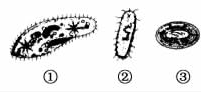 ① ② ③